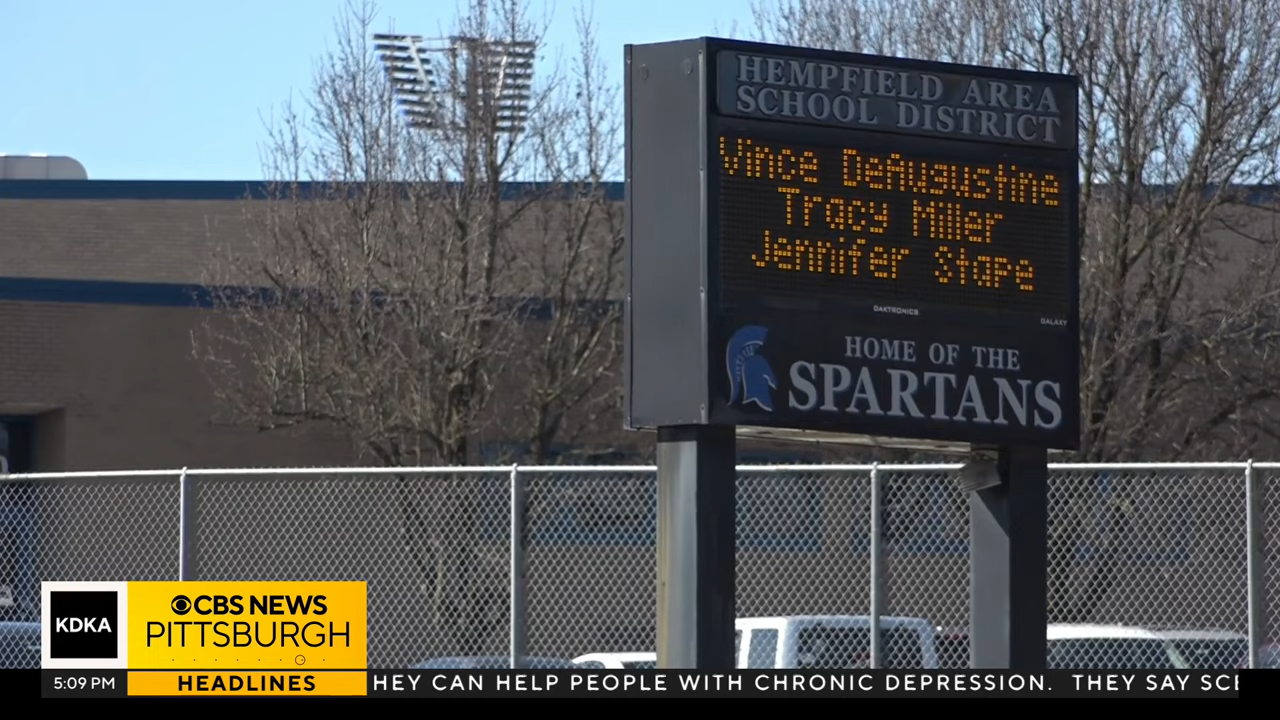 HEMPFIELD AREA
SCHOOL DISTRICT
Vince DeAugustine
Tracy Miller
Jennifer Stape
DAKTRONICS
GALAXY
HOME OF THE
SPARTANS
KDKA
CBS NEWS
PITTSBURGH
5:09 PM
HEADLINES
HEY CAN HELP PEOPLE WITH CHRONIC DEPRESSION. THEY SAY